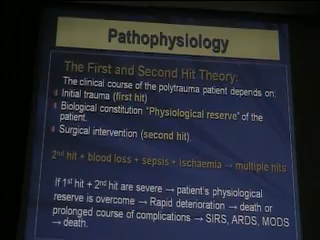 Pathophysiology
The First and Second Hit Theory:
The clinical course of the polytrauma patient depends on:
Initial trauma (first hit)
Biological constitution "Physiological reserve" of the
patient.
Surgical intervention (second hit).
2nd hit + blood loss + sepsis + ischaemia → multiple hits
If 1st hit + 2nd hit are severe → patient's physiological
reserve is overcome → Rapid deterioration → death or
prolonged course of complications → SIRS, ARDS, MODS
→ death.